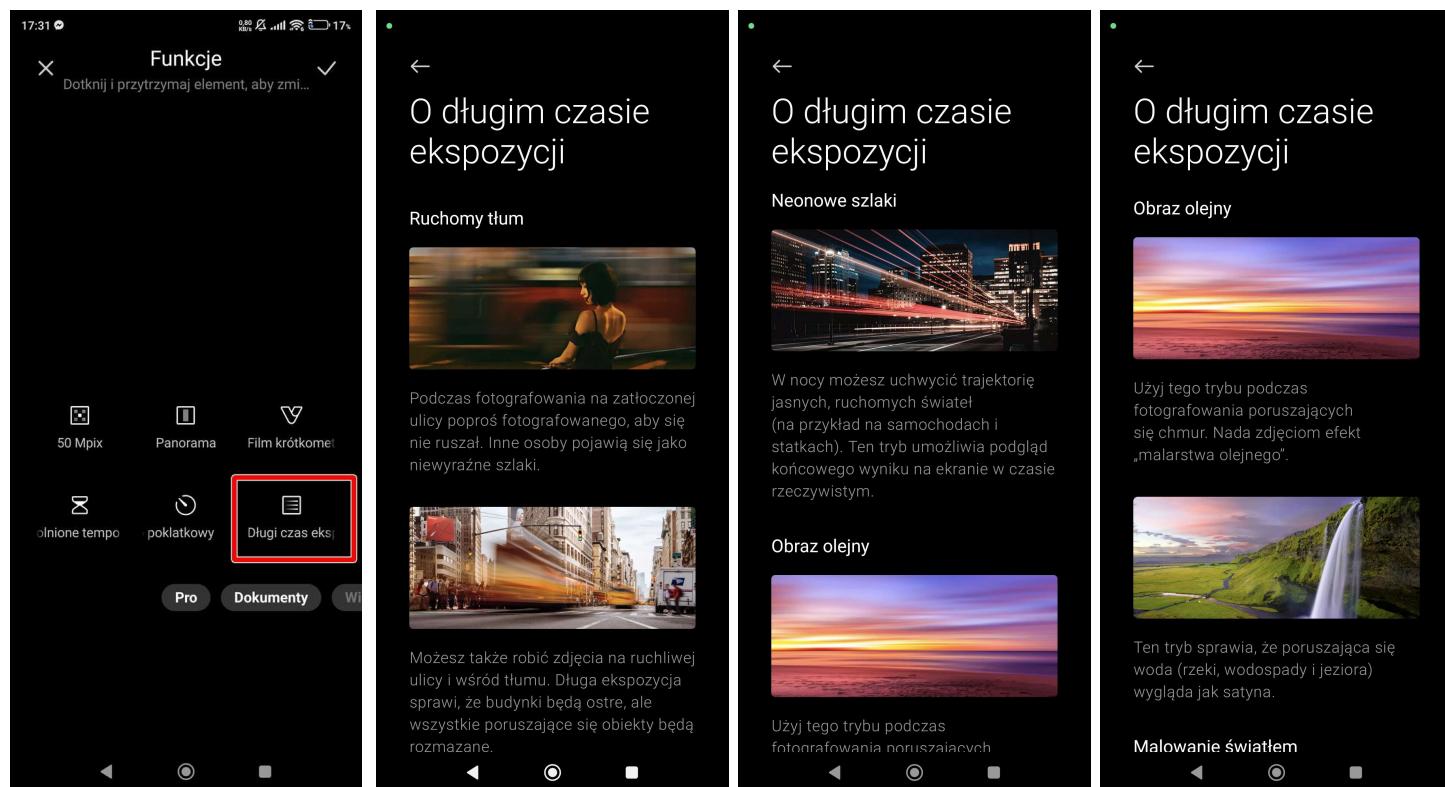 17:31
0,80
KB/s
17%
Funkcje
Dotknij i przytrzymaj element, aby zmi...
50 Mpix
Panorama
Film krótkomet
olnione tempo
poklatkowy
Długi czas eks
Pro
Dokumenty
Wi
O długim czasie
ekspozycji
Ruchomy tłum
Podczas fotografowania na zatłoczonej
ulicy poproś fotografowanego, aby się
nie ruszał. Inne osoby pojawią się jako
niewyraźne szlaki.
Możesz także robić zdjęcia na ruchliwej
ulicy i wśród tłumu. Długa ekspozycja
sprawi, że budynki będą ostre, ale
wszystkie poruszające się obiekty będą
rozmazane.
O długim czasie
ekspozycji
Neonowe szlaki
W nocy możesz uchwycić trajektorię
jasnych, ruchomych świateł
(na przykład na samochodach i
statkach). Ten tryb umożliwia podgląd
końcowego wyniku na ekranie w czasie
rzeczywistym.
Obraz olejny
Użyj tego trybu podczas
fotografowania poruszających
O długim czasie
ekspozycji
Obraz olejny
Użyj tego trybu podczas
fotografowania poruszających
się chmur. Nada zdjęciom efekt
„malarstwa olejnego”.
Ten tryb sprawia, że poruszająca się
woda (rzeki, wodospady i jeziora)
wygląda jak satyna.
Malowanie światłem